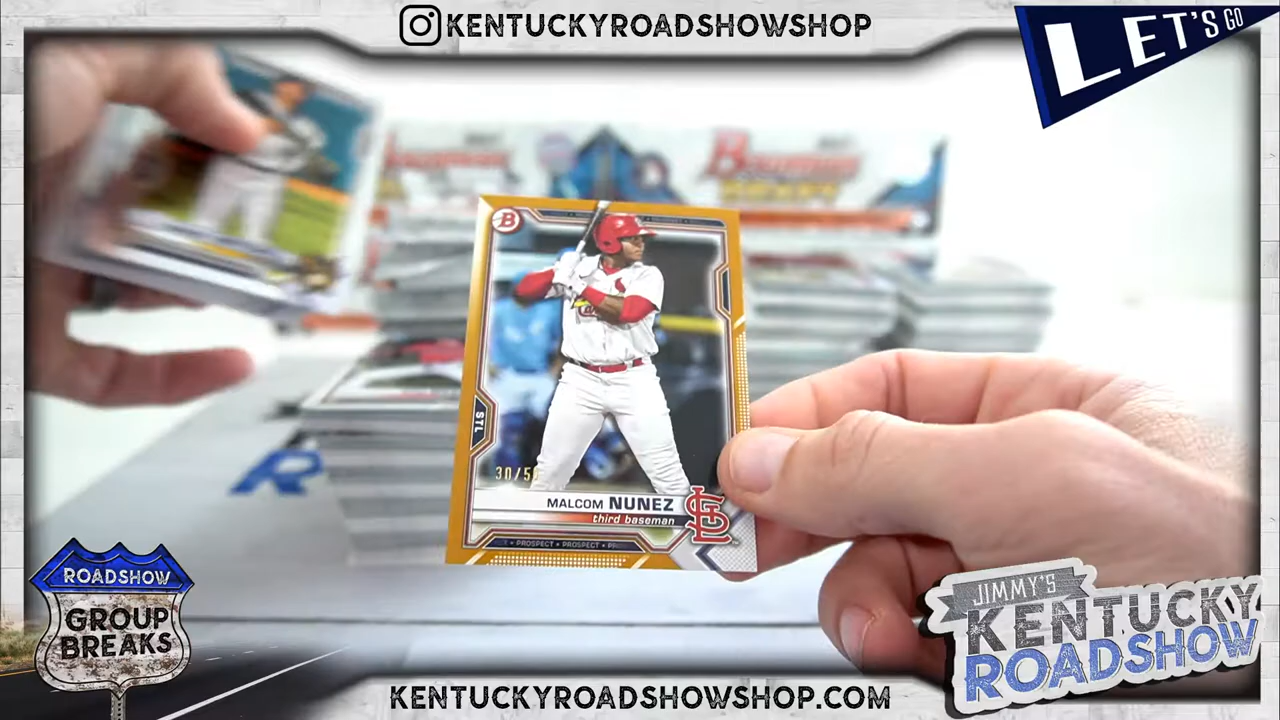 KENTUCKYROADSHOWSHOP
LET'S GO
Bowman
B
STL
30/50
MALCOM NUNEZ
third baseman
PROSPECT • PROSPECT
R
ROADSHOW
GROUP
BREAKS
JIMMY'S
KENTUCKY
ROADSHOW
KENTUCKYROADSHOWSHOP.COM